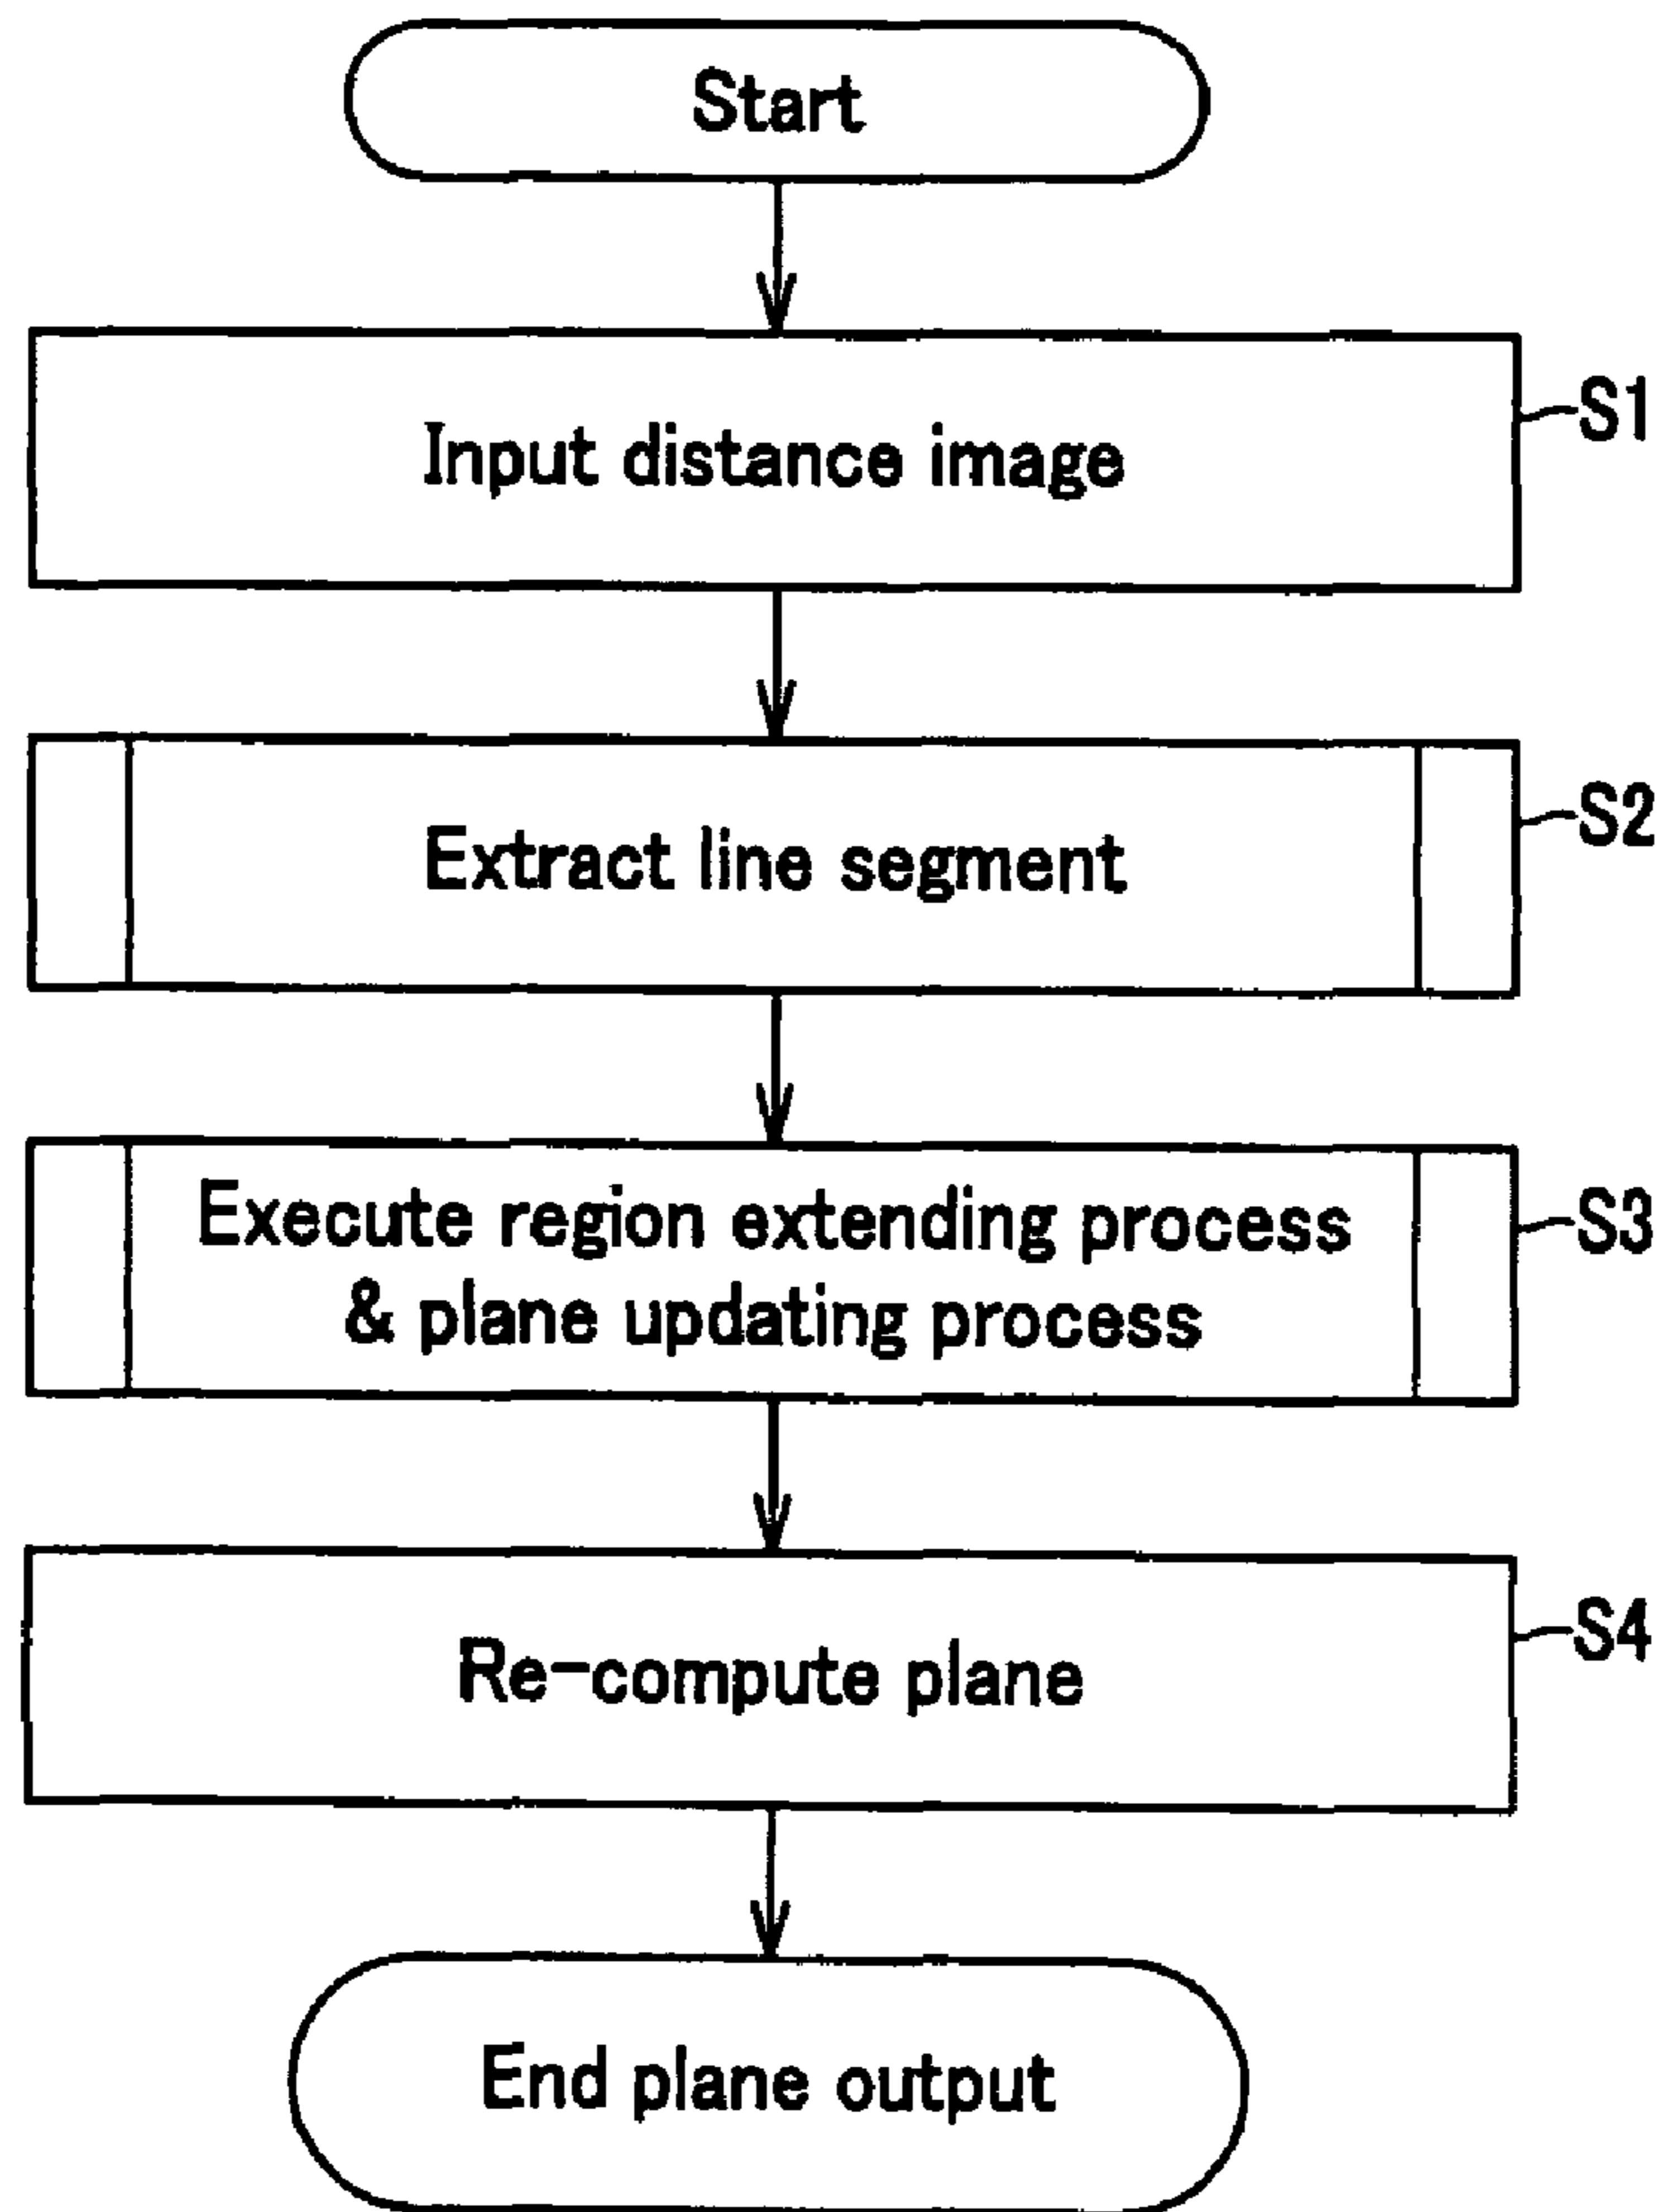 Start
Input distance image
S1
Extract line segment
S2
Execute region extending process
& plane updating process
S3
Re-compute plane
S4
End plane output